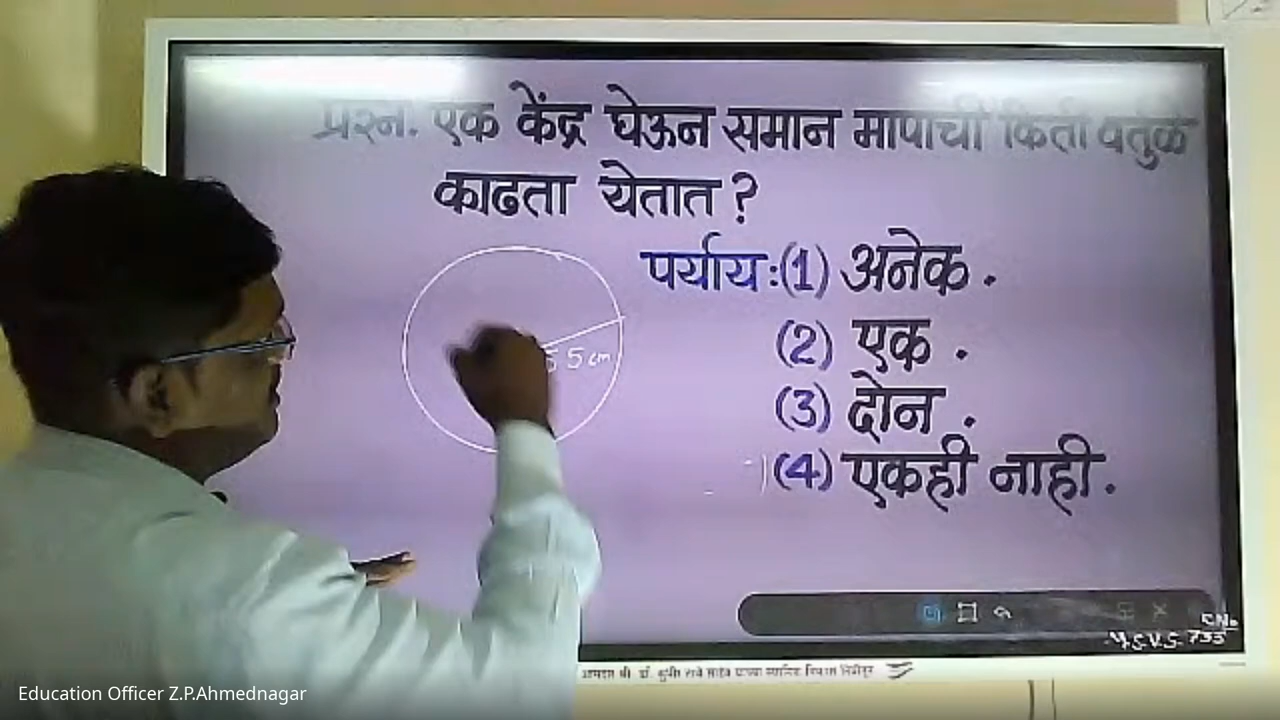 प्रश्न. एक केंद्र घेऊन समान मापाची किती वर्तुळे
काढता येतात?
पर्याय:(1) अनेक.
(2) एक.
(3) दोन.
(4) एकही नाही.
5 cm
Education Officer Z.P.Ahmednagar